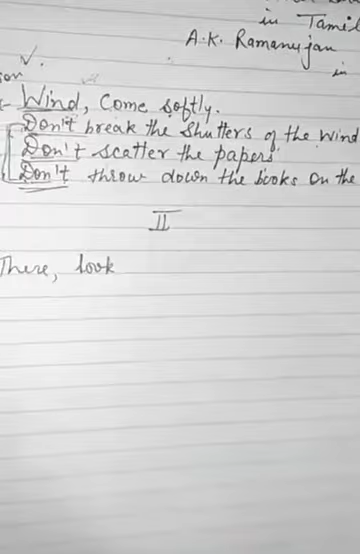 in Tamil
A.K. Ramanujan
in
Wind, Come softly.
Don't break the shutters of the wind
Don't scatter the papers
Don't throw down the books on the
II
There, look